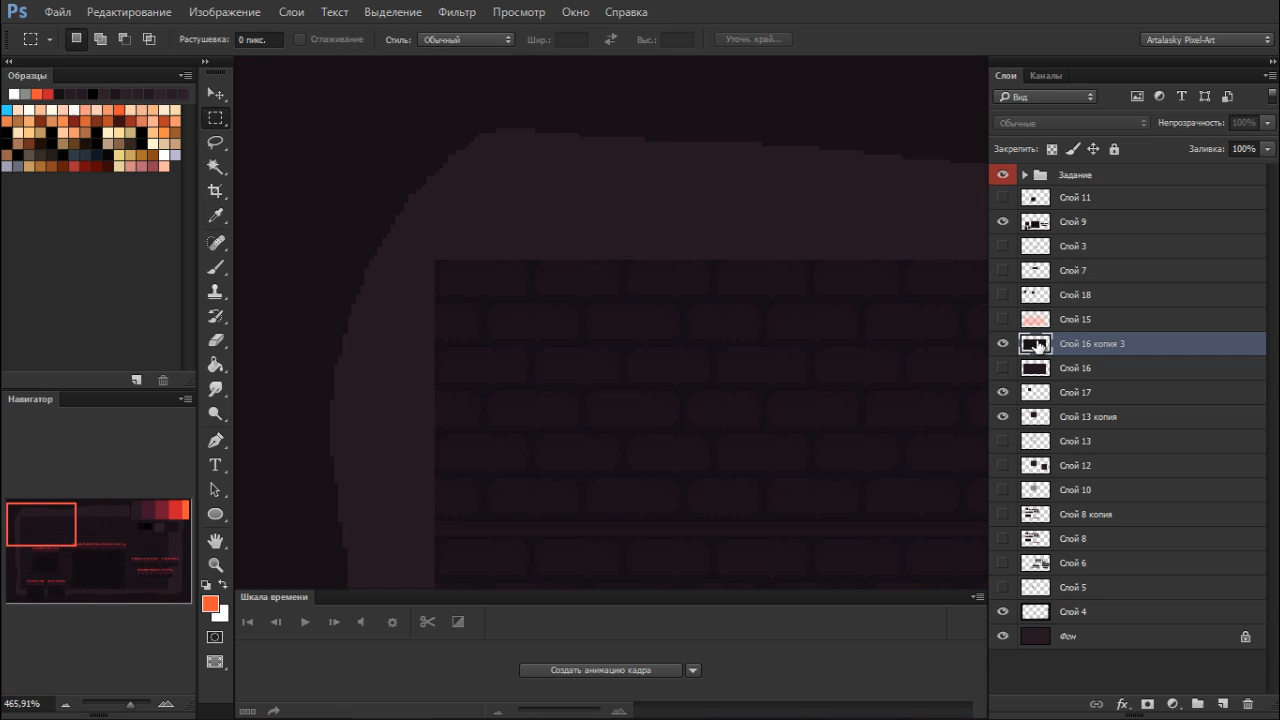 Ps Файл Редактирование Изображение Слои Текст Выделение Фильтр Просмотр Окно Справка
Растушевка: 0 пикс. Сглаживание Стиль: Обычный Шир.: Выс.: Уточн. край... Artalasky Pixel-Art
Образцы
Слои Каналы
Вид
Обычные Непрозрачность: 100%
Закрепить: Заливка: 100%
Задание
Слой 11
Слой 9
Слой 3
Слой 7
Слой 18
Слой 15
Слой 16 копия 3
Слой 16
Слой 17
Слой 13 копия
Слой 13
Слой 12
Слой 10
Слой 8 копия
Слой 8
Слой 6
Слой 5
Слой 4
Фон
Навигатор
465,91%
Шкала времени
Создать анимацию кадра